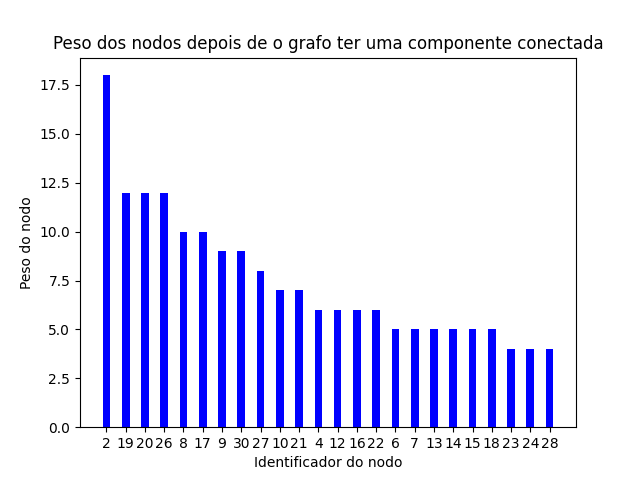 Peso dos nodos depois de o grafo ter uma componente conectada
17.5
15.0
12.5
10.0
7.5
5.0
2.5
0.0
Peso do nodo
2 19 20 26 8 17 9 30 27 10 21 4 12 16 22 6 7 13 14 15 18 23 24 28
Identificador do nodo